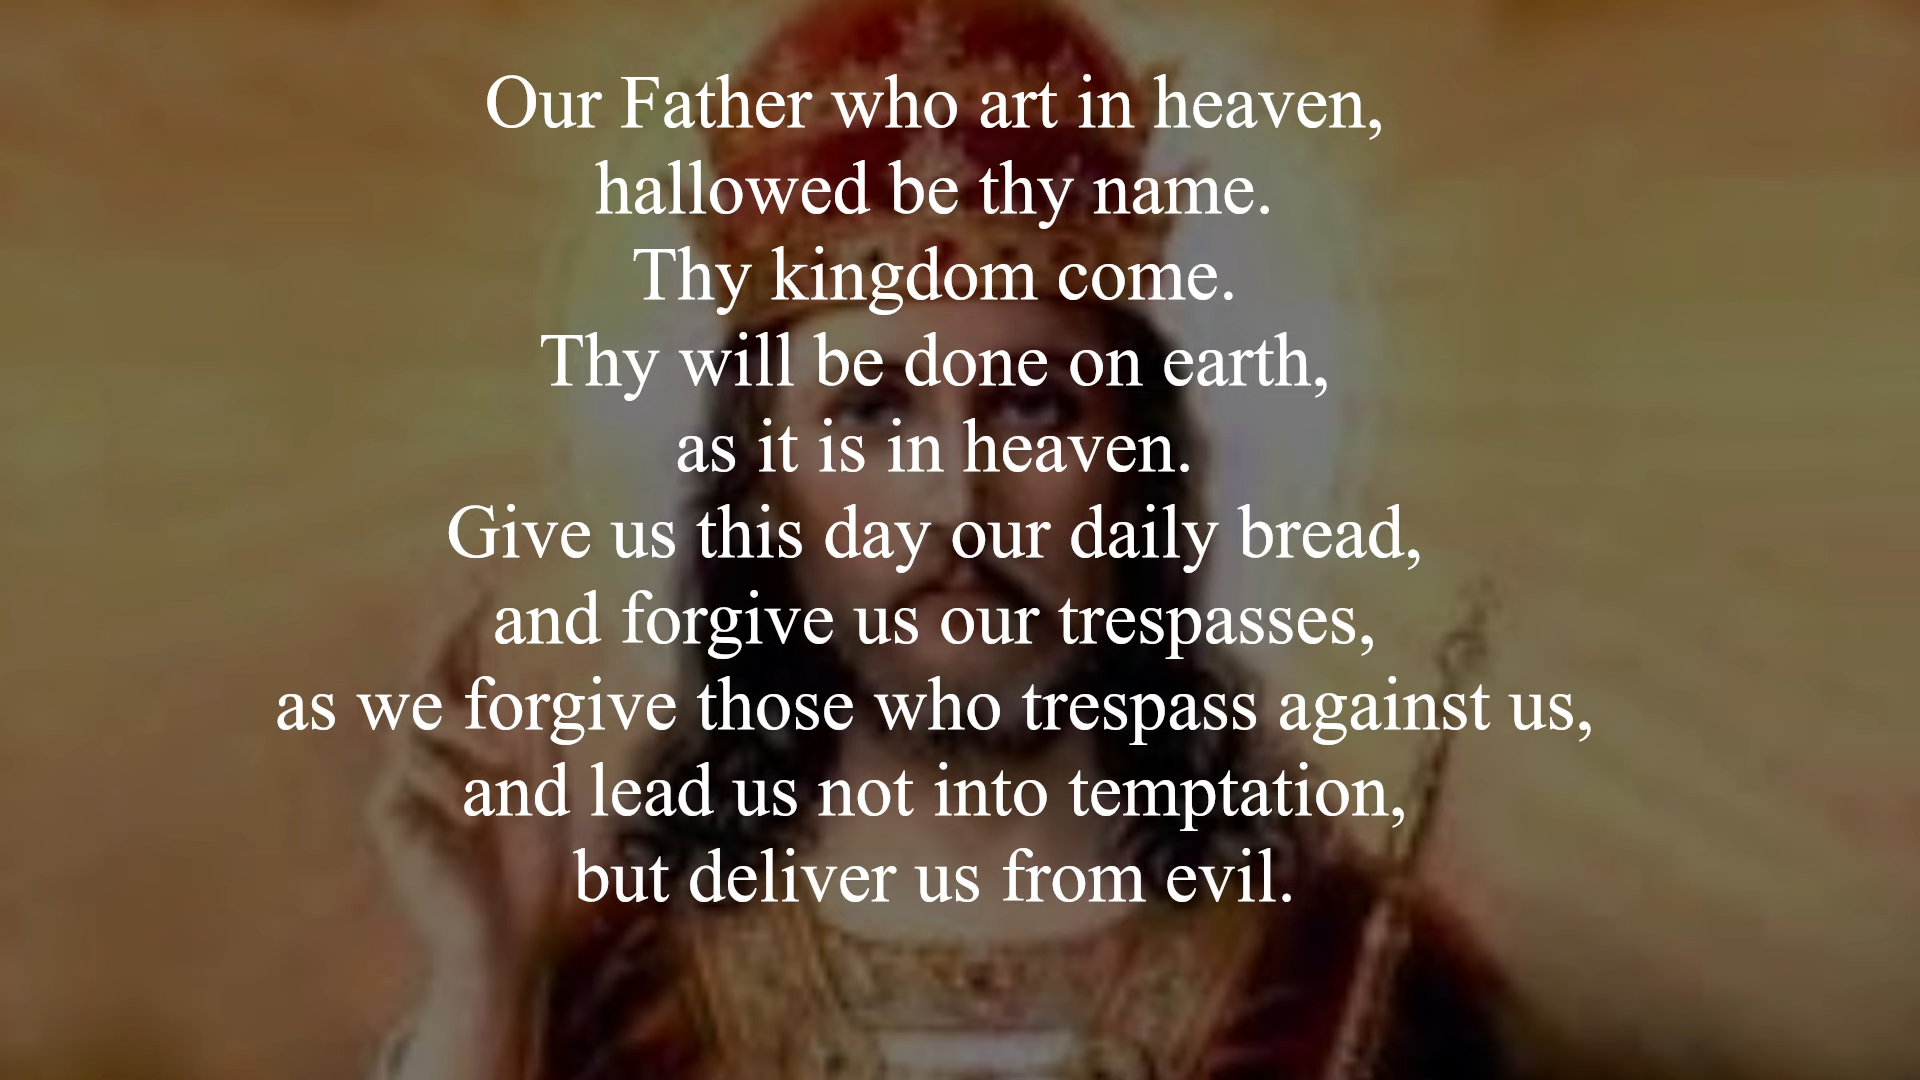 Our Father who art in heaven,
hallowed be thy name.
Thy kingdom come.
Thy will be done on earth,
as it is in heaven.
Give us this day our daily bread,
and forgive us our trespasses,
as we forgive those who trespass against us,
and lead us not into temptation,
but deliver us from evil.